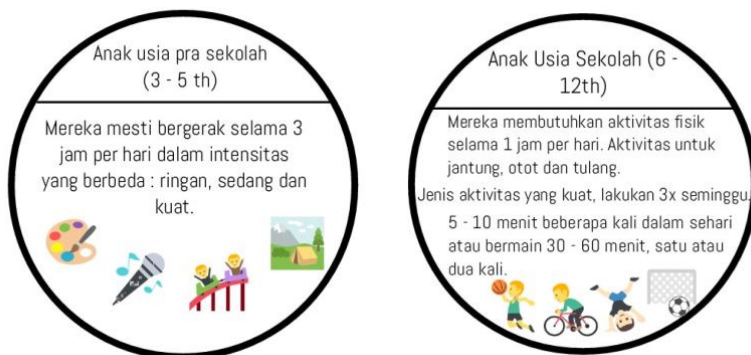 Anak usia pra sekolah
(3 - 5 th)
Mereka mesti bergerak selama 3
jam per hari dalam intensitas
yang berbeda : ringan, sedang dan
kuat.
Anak Usia Sekolah (6 -
12th)
Mereka membutuhkan aktivitas fisik
selama 1 jam per hari. Aktivitas untuk
jantung, otot dan tulang.
Jenis aktivitas yang kuat, lakukan 3x seminggu.
5 - 10 menit beberapa kali dalam sehari
atau bermain 30 - 60 menit, satu atau
dua kali.